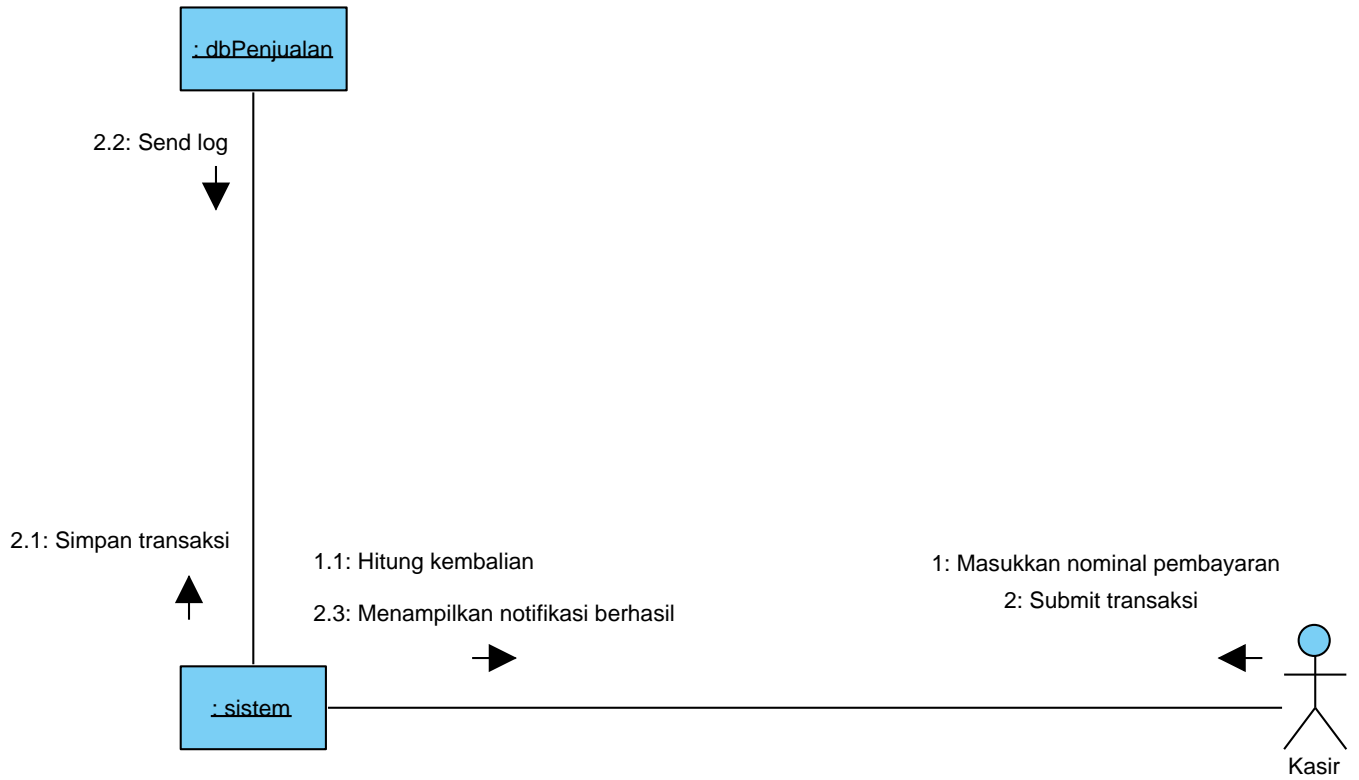 : dbPenjualan
2.2: Send log
2.1: Simpan transaksi
1.1: Hitung kembalian
2.3: Menampilkan notifikasi berhasil
1: Masukkan nominal pembayaran
2: Submit transaksi
: sistem
Kasir